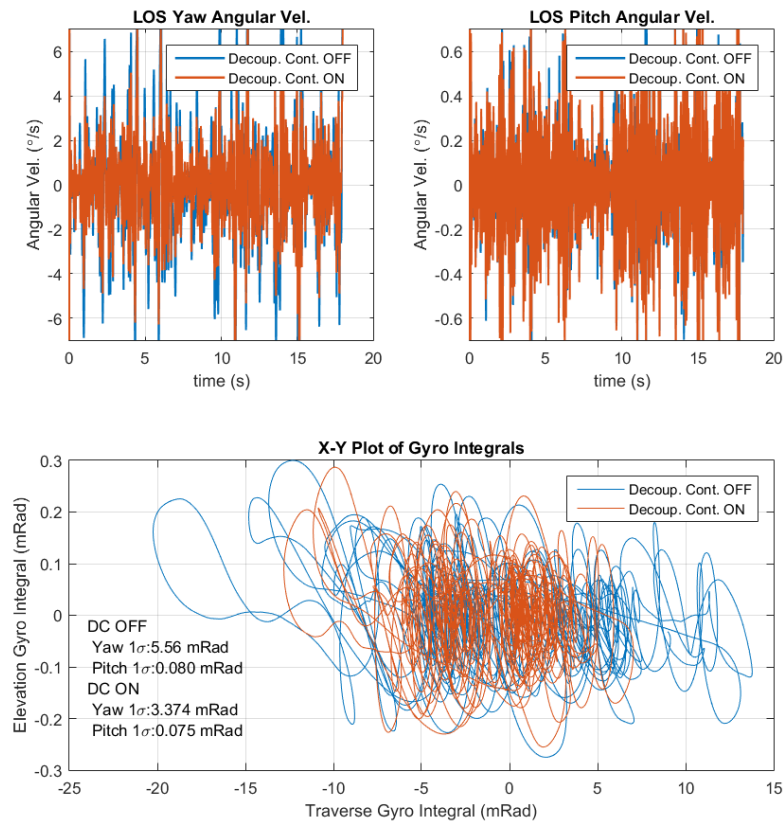 LOS Yaw Angular Vel.
Decoup. Cont. OFF
Decoup. Cont. ON
Angular Vel. (°/s)
6
4
2
0
-2
-4
-6
0
5
10
15
20
time (s)
LOS Pitch Angular Vel.
Decoup. Cont. OFF
Decoup. Cont. ON
Angular Vel. (°/s)
0.6
0.4
0.2
0
-0.2
-0.4
-0.6
0
5
10
15
20
time (s)
X-Y Plot of Gyro Integrals
Decoup. Cont. OFF
Decoup. Cont. ON
Elevation Gyro Integral (mRad)
0.3
0.2
0.1
0
-0.1
-0.2
-0.3
DC OFF
Yaw 1σ:5.56 mRad
Pitch 1σ:0.080 mRad
DC ON
Yaw 1σ:3.374 mRad
Pitch 1σ:0.075 mRad
-25
-20
-15
-10
-5
0
5
10
15
Traverse Gyro Integral (mRad)